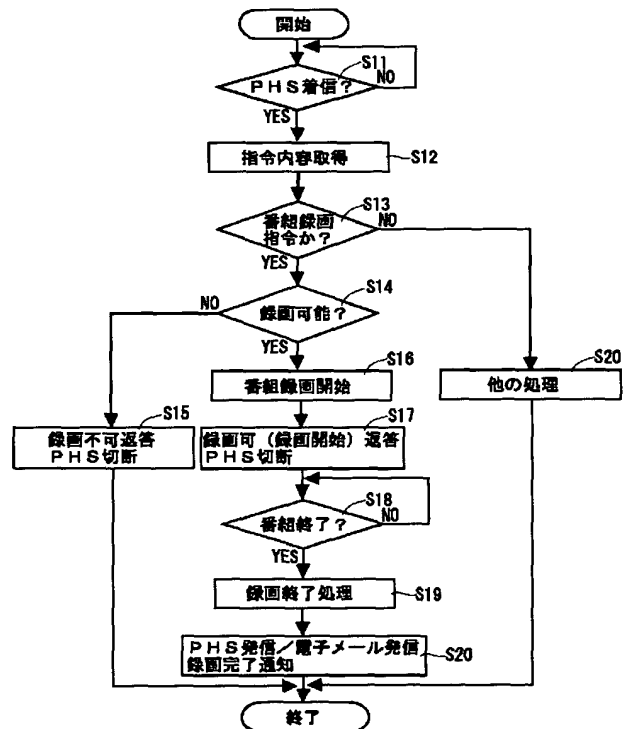 開始
S11
PHS着信?
NO
YES
指令内容取得
S12
S13
番組録画
指令か?
NO
YES
S14
NO
録画可能?
YES
S16
S20
番組録画開始
他の処理
S15
S17
録画不可返答
PHS切断
録画可(録画開始)返答
PHS切断
S18
番組終了?
NO
YES
録画終了処理
S19
PHS発信/電子メール発信
録画完了通知
S20
終了